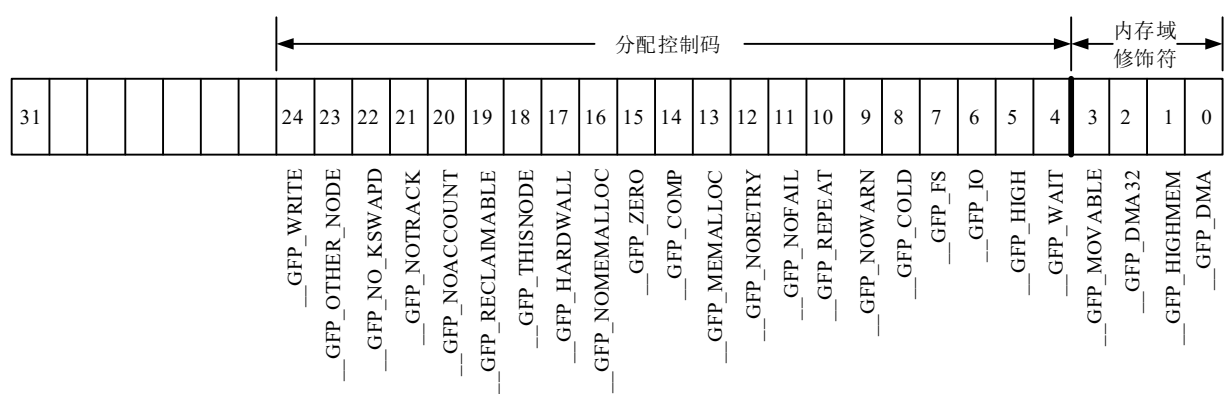 分配控制码
内存域
修饰符
31 24 23 22 21 20 19 18 17 16 15 14 13 12 11 10 9 8 7 6 5 4 3 2 1 0
__GFP_WRITE
__GFP_OTHER_NODE
__GFP_NO_KSWAPD
__GFP_NOTRACK
__GFP_NOACCOUNT
__GFP_RECLAIMABLE
__GFP_THISNODE
__GFP_HARDWALL
__GFP_NOMEMALLOC
__GFP_ZERO
__GFP_COMP
__GFP_MEMALLOC
__GFP_NORETRY
__GFP_NOFAIL
__GFP_REPEAT
__GFP_NOWARN
__GFP_COLD
__GFP_FS
__GFP_IO
__GFP_HIGH
__GFP_WAIT
__GFP_MOVABLE
__GFP_DMA32
__GFP_HIGHMEM
__GFP_DMA